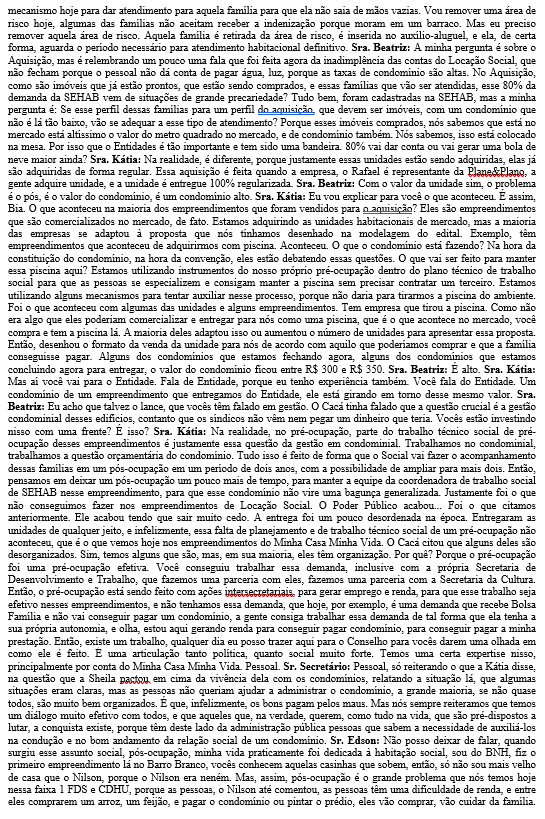 mecanismo hoje para dar atendimento para aquela família para que ela não saia de mãos vazias. Vou remover uma área de
risco hoje, algumas das famílias não aceitam receber a indenização porque moram em um barraco. Mas eu preciso
remover aquela área de risco. Aquela família é retirada da área de risco, é inserida no auxílio-aluguel, e ela, de certa
forma, aguarda o período necessário para atendimento habitacional definitivo. Sra. Beatriz: A minha pergunta é sobre o
Aquisição, mas é relembrando um pouco uma fala que foi feita agora da inadimplência das contas do Locação Social, que
não fecham porque o pessoal não dá conta de pagar água, luz, porque as taxas de condomínio são altas. No Aquisição,
como são imóveis que já estão prontos, que estão sendo comprados, e essas famílias que vão ser atendidas, esse 80% da
demanda da SEHAB vem de situações de grande precariedade? Tudo bem, foram cadastradas na SEHAB, mas a minha
pergunta é: Se esse perfil dessas famílias para um perfil do aquisição, que devem ser imóveis, com um condomínio que
não é lá tão baixo, vão se adequar a esse tipo de atendimento? Porque esses imóveis comprados, nós sabemos que está no
mercado está altíssimo o valor do metro quadrado no mercado, e de condomínio também. Nós sabemos, isso está colocado
na mesa. Por isso que o Entidades é tão importante e tem sido uma bandeira. 80% vai dar conta ou vai gerar uma bola de
neve maior ainda? Sra. Kátia: Na realidade, é diferente, porque justamente essas unidades estão sendo adquiridas, elas já
são adquiridas de forma regular. Essa aquisição é feita quando a empresa, o Rafael é representante da Plane&Plano, a
gente adquire unidade, e a unidade é entregue 100% regularizada. Sra. Beatriz: Com o valor da unidade sim, o problema
é o pós, é o valor do condomínio, é um condomínio alto. Sra. Kátia: Eu vou explicar para você o que aconteceu. É assim,
Bia. O que aconteceu na maioria dos empreendimentos que foram vendidos para o aquisição? Eles são empreendimentos
que são comercializados no mercado, de fato. Estamos adquirindo as unidades habitacionais de mercado, mas a maioria
das empresas se adaptou à proposta que nós tínhamos desenhado na modelagem do edital. Exemplo, têm
empreendimentos que aconteceu de adquirirmos com piscina. Aconteceu. O que o condomínio está fazendo? Na hora da
constituição do condomínio, na hora da convenção, eles estão debatendo essas questões. O que vai ser feito para manter
essa piscina aqui? Estamos utilizando instrumentos do nosso próprio pré-ocupação dentro do plano técnico de trabalho
social para que as pessoas se especializem e consigam manter a piscina sem precisar contratar um terceiro. Estamos
utilizando alguns mecanismos para tentar auxiliar nesse processo, porque não daria para tirarmos a piscina do ambiente.
Foi o que aconteceu com algumas das unidades e alguns empreendimentos. Tem empresa que tirou a piscina. Como não
era algo que eles poderiam comercializar e entregar para nós como uma piscina, que é o que acontece no mercado, você
compra e tem a piscina lá. A maioria deles adaptou isso ou aumentou o número de unidades para apresentar essa proposta.
Então, desenhou o formato da venda da unidade para nós de acordo com aquilo que poderíamos comprar e que a família
conseguisse pagar. Alguns dos condomínios que estamos fechando agora, alguns dos condomínios que estamos
concluindo agora para entregar, o valor do condomínio ficou entre R$ 300 e R$ 350. Sra. Beatriz: É alto. Sra. Kátia:
Mas aí você vai para o Entidade. Fala de Entidade, porque eu tenho experiência também. Você fala do Entidade. Um
condomínio de um empreendimento que entregamos do Entidade, ele está girando em torno desse mesmo valor. Sra.
Beatriz: Eu acho que talvez o lance, que vocês têm falado em gestão. O Cacá tinha falado que a questão crucial é a gestão
condominial desses edifícios, contanto que os síndicos não vêm nem pegar um dinheiro que teria. Vocês estão investindo
nisso com uma frente? É isso? Sra. Kátia: Na realidade, no pré-ocupação, parte do trabalho técnico social de pré-
ocupação desses empreendimentos é justamente essa questão da gestão em condominial. Trabalhamos no condominial,
trabalhamos a questão orçamentária do condomínio. Tudo isso é feito de forma que o Social vai fazer o acompanhamento
dessas famílias em um pós-ocupação em um período de dois anos, com a possibilidade de ampliar para mais dois. Então,
pensamos em deixar um pós-ocupação um pouco mais de tempo, para manter a equipe da coordenadora de trabalho social
de SEHAB nesse empreendimento, para que esse condomínio não vire uma bagunça generalizada. Justamente foi o que
não conseguimos fazer nos empreendimentos de Locação Social. O Poder Público acabou... Foi o que citamos
anteriormente. Ele acabou tendo que sair muito cedo. A entrega foi um pouco desordenada na época. Entregaram as
unidades de qualquer jeito, e infelizmente, essa falta de planejamento e de trabalho técnico social de um pré-ocupação não
aconteceu, que é o que vemos hoje nos empreendimentos do Minha Casa Minha Vida. O Cacá citou que alguns deles são
desorganizados. Sim, temos alguns que são, mas, em sua maioria, eles têm organização. Por quê? Porque o pré-ocupação
foi uma pré-ocupação efetiva. Você conseguiu trabalhar essa demanda, inclusive com a própria Secretaria de
Desenvolvimento e Trabalho, que fazemos uma parceria com eles, fazemos uma parceria com a Secretaria da Cultura.
Então, o pré-ocupação está sendo feito com ações intersecretariais, para gerar emprego e renda, para que esse trabalho seja
efetivo nesses empreendimentos, e não tenhamos essa demanda, que hoje, por exemplo, é uma demanda que recebe Bolsa
Família e não vai conseguir pagar um condomínio, a gente consiga trabalhar essa demanda de tal forma que ela tenha a
sua própria autonomia, e olha, estou aqui gerando renda para conseguir pagar condomínio, para conseguir pagar a minha
prestação. Então, existe um trabalho, qualquer dia eu posso trazer aqui para o Conselho para vocês darem uma olhada em
como ele é feito. É uma articulação tanto política, quanto social muito forte. Temos uma certa expertise nisso,
principalmente por conta do Minha Casa Minha Vida. Pessoal. Sr. Secretário: Pessoal, só reiterando o que a Kátia disse,
na questão que a Sheila pactou em cima da vivência dela com os condomínios, relatando a situação lá, que algumas
situações eram claras, mas as pessoas não queriam ajudar a administrar o condomínio, a grande maioria, se não quase
todos, são muito bem organizados. É que, infelizmente, os bons pagam pelos maus. Mas nós sempre reiteramos que temos
um diálogo muito efetivo com todos, e que aqueles que, na verdade, querem, como tudo na vida, que são pré-dispostos a
lutar, a conquista existe, porque têm deste lado da administração pública pessoas que sabem a necessidade de auxiliá-los
na condução e no bom andamento da relação social de um condomínio. Sr. Edson: Não posso deixar de falar, quando
surgiu esse assunto social, pós-ocupação, minha vida praticamente foi dedicada à habitação social, sou do BNH, fiz o
primeiro empreendimento lá no Barro Branco, vocês conhecem aquelas casinhas que sobem, então, só não sou mais velho
de casa que o Nilson, porque o Nilson era neném. Mas, assim, pós-ocupação é o grande problema que nós temos hoje
nessa faixa 1 FDS e CDHU, porque as pessoas, o Nilson até comentou, as pessoas têm uma dificuldade de renda, e entre
eles comprarem um arroz, um feijão, e pagar o condomínio ou pintar o prédio, eles vão comprar, vão cuidar da família.